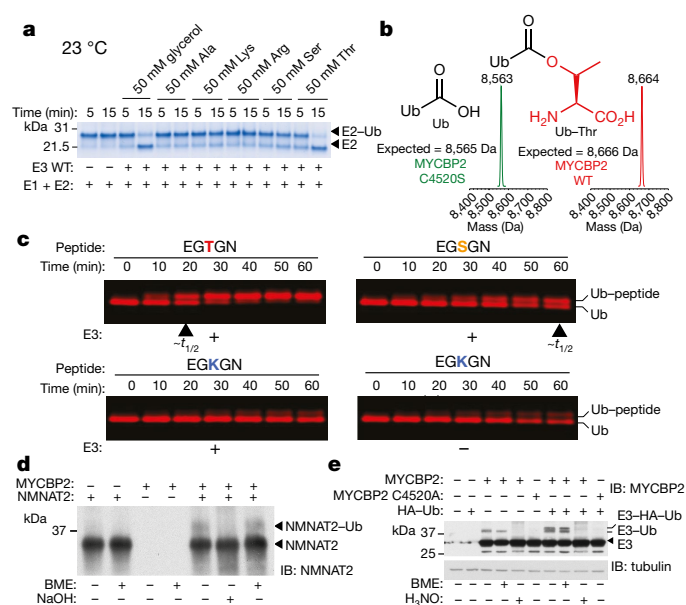 a
23 °C
50 mM glycerol
50 mM Ala
50 mM Lys
50 mM Arg
50 mM Ser
50 mM Thr
Time (min): 5 15 5 15 5 15 5 15 5 15 5 15 5 15
kDa
31
21.5
E2–Ub
E2
E3 WT: – – + + + + + + + + + + + +
E1 + E2: + + + + + + + + + + + + + +
b
O
Ub
OH
Ub
Expected = 8,565 Da
MYCBP2
C4520S
8,563
8,400 8,500 8,600 8,700 8,800
Mass (Da)
O
Ub
O
H2N
CO2H
Ub–Thr
Expected = 8,666 Da
MYCBP2
WT
8,664
8,400 8,500 8,600 8,700 8,800
Mass (Da)
c
Peptide: EGTGN
Time (min): 0 10 20 30 40 50 60
E3: +
~t1/2
EGSGN
0 10 20 30 40 50 60
Ub–peptide
Ub
+
~t1/2
Peptide: EGKGN
Time (min): 0 10 20 30 40 50 60
E3: +
EGKGN
0 10 20 30 40 50 60
Ub–peptide
Ub
–
d
MYCBP2: – – + + + + +
NMNAT2: + + – – + + +
kDa
37
NMNAT2–Ub
NMNAT2
IB: NMNAT2
BME: – + – + – – +
NaOH: – – – – – + –
e
MYCBP2:
MYCBP2 C4520A:
HA–Ub:
IB: MYCBP2
E3–HA–Ub
E3–Ub
E3
kDa
37
25
IB: tubulin
BME:
H3NO: